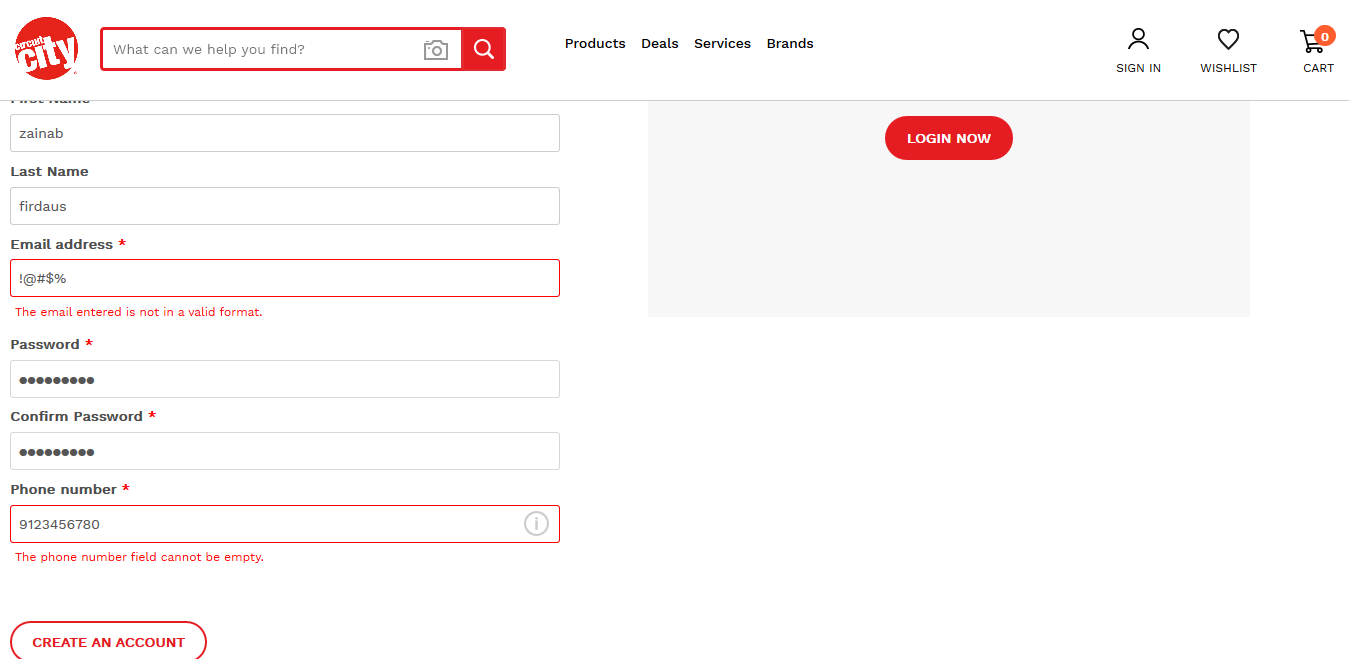 circuit
city
What can we help you find?
Products Deals Services Brands
SIGN IN
WISHLIST
0
CART
First Name
zainab
LOGIN NOW
Last Name
firdaus
Email address *
!@#$%
The email entered is not in a valid format.
Password *
●●●●●●●●●
Confirm Password *
●●●●●●●●●
Phone number *
9123456780
The phone number field cannot be empty.
CREATE AN ACCOUNT